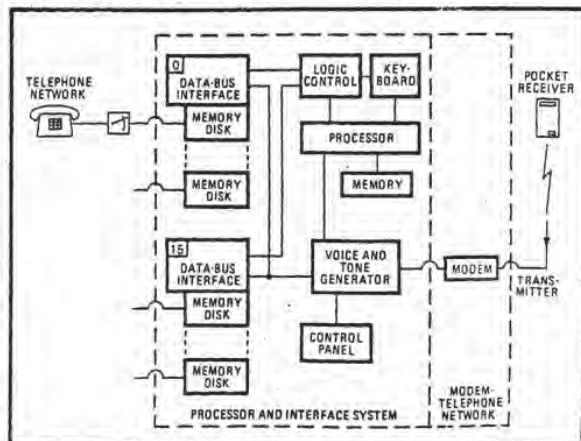 TELEPHONE
NETWORK
0
DATA-BUS
INTERFACE
MEMORY
DISK
MEMORY
DISK
15
DATA-BUS
INTERFACE
MEMORY
DISK
MEMORY
DISK
LOGIC
CONTROL
KEY-
BOARD
PROCESSOR
MEMORY
VOICE AND
TONE
GENERATOR
CONTROL
PANEL
PROCESSOR AND INTERFACE SYSTEM
MODEM
MODEM-
TELEPHONE
NETWORK
POCKET
RECEIVER
TRANS-
MITTER